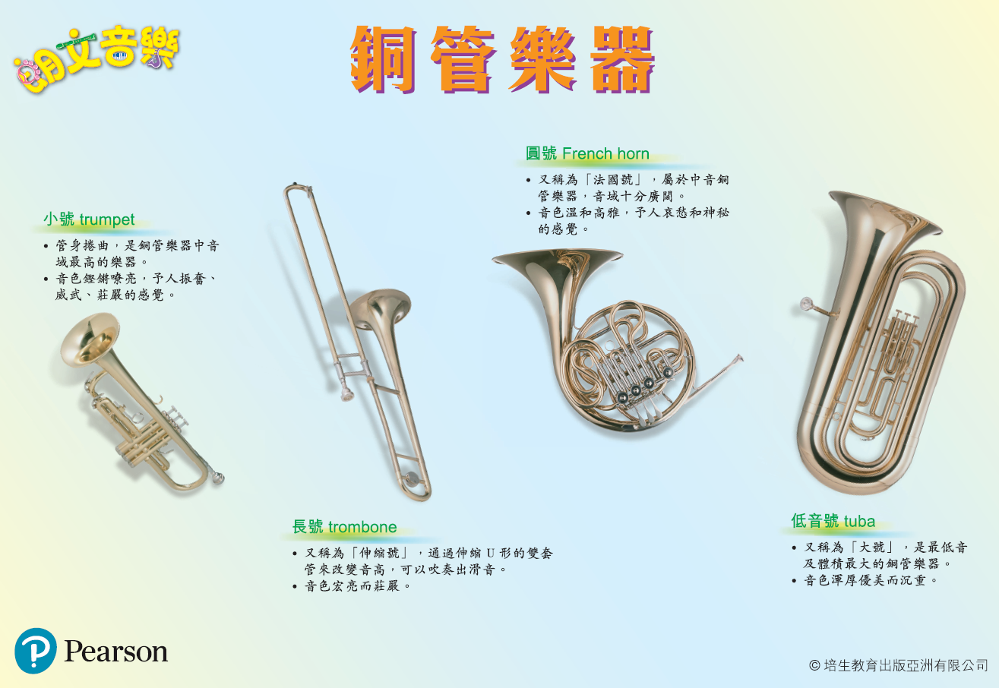 朗文音樂
銅管樂器
小號 trumpet
• 管身捲曲，是銅管樂器中音
域最高的樂器。
• 音色鏗鏘嘹亮，予人振奮、
威武、莊嚴的感覺。
長號 trombone
• 又稱為「伸縮號」，通過伸縮 U 形的雙套
管來改變音高，可以吹奏出滑音。
• 音色宏亮而莊嚴。
圓號 French horn
• 又稱為「法國號」，屬於中音銅
管樂器，音域十分廣闊。
• 音色温和高雅，予人哀愁和神秘
的感覺。
低音號 tuba
• 又稱為「大號」，是最低音
及體積最大的銅管樂器。
• 音色渾厚優美而沉重。
Pearson
© 培生教育出版亞洲有限公司